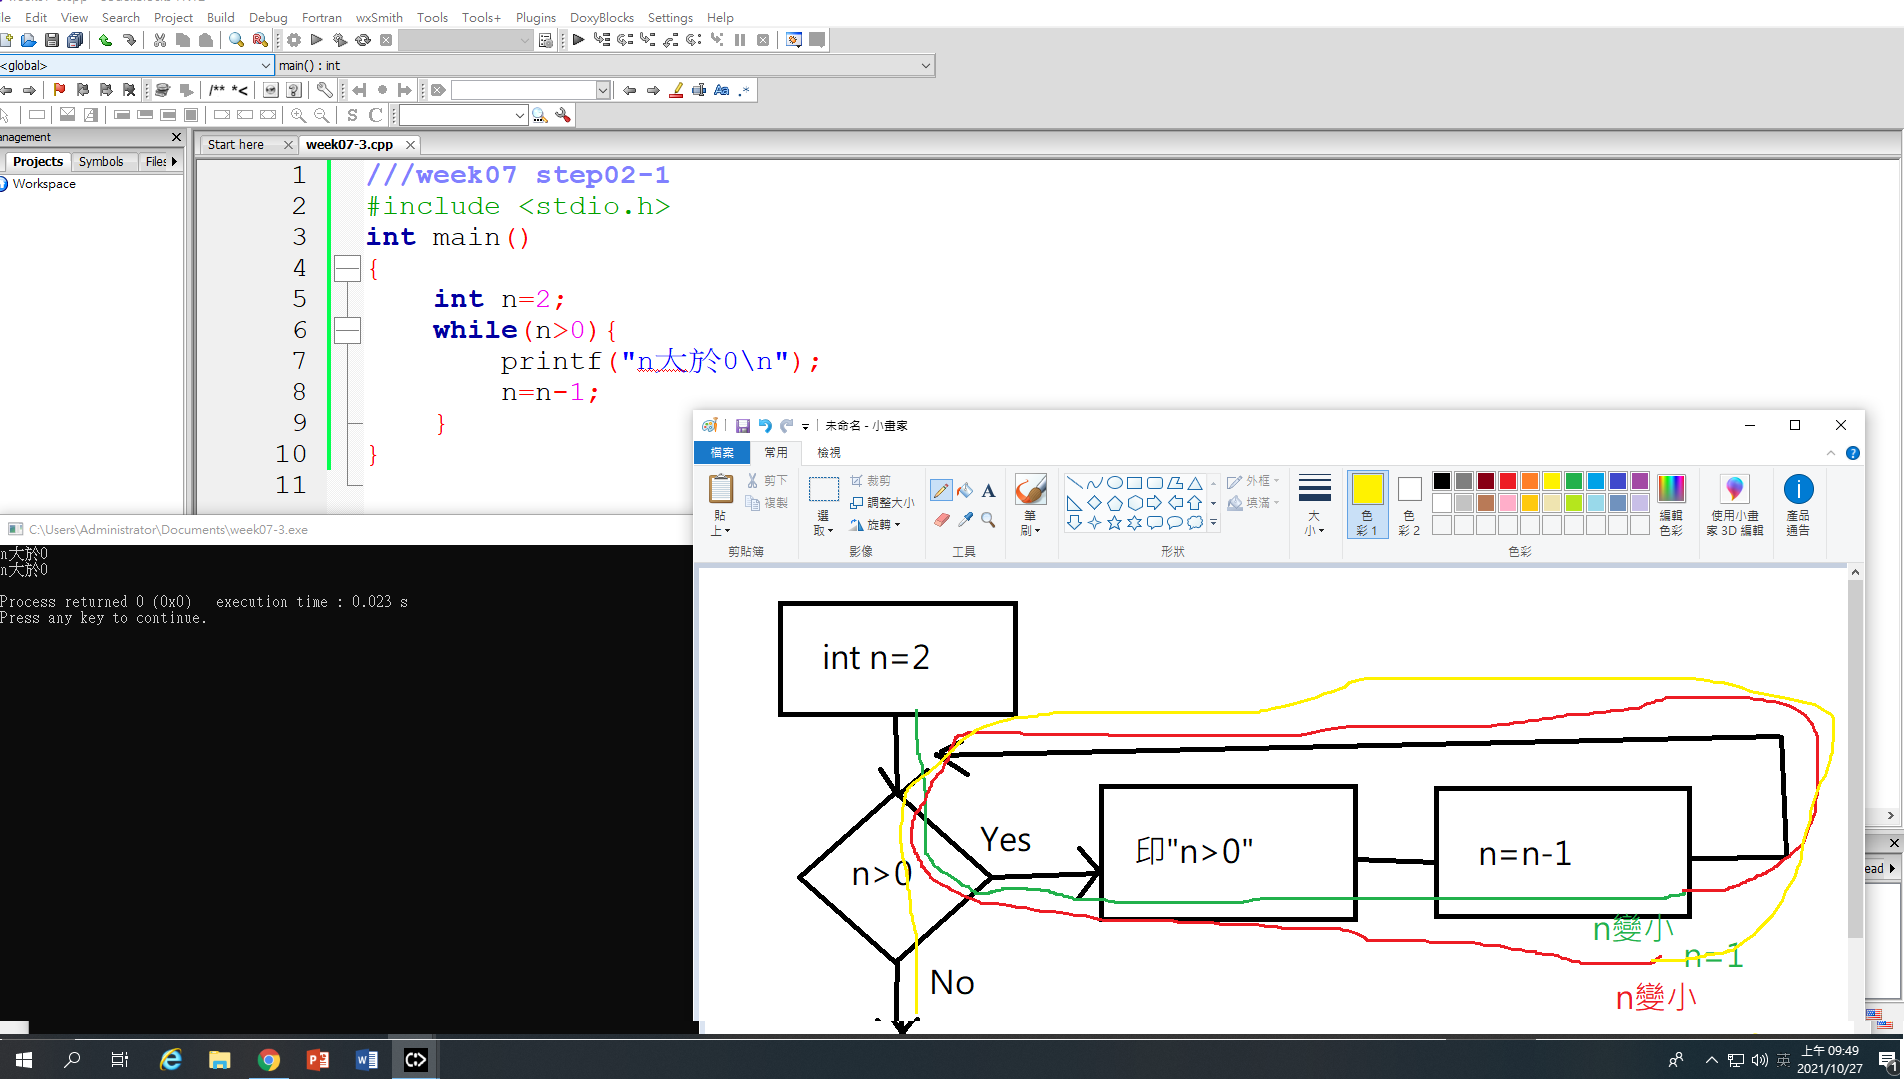 Edit View Search Project Build Debug Fortran wxSmith Tools Tools+ Plugins DoxyBlocks Settings Help
<global> main() : int
/** *<
S C
Aa .*
Projects Symbols Files
Workspace
Start here week07-3.cpp
1 ///week07 step02-1
2 #include <stdio.h>
3 int main()
4 {
5 int n=2;
6 while(n>0){
7 printf("n大於0\n");
8 n=n-1;
9 }
10 }
11
C:\Users\Administrator\Documents\week07-3.exe
n大於0
n大於0
Process returned 0 (0x0) execution time : 0.023 s
Press any key to continue.
未命名 - 小畫家
檔案 常用 檢視
貼上
剪下
複製
剪貼簿
選取
裁剪
調整大小
旋轉
影像
A
工具
筆刷
外框
填滿
形狀
大小
色彩 1
色彩 2
編輯色彩
色彩
使用小畫家 3D 編輯
產品通告
int n=2
n>0
Yes
印"n>0"
n=n-1
n變小
n=1
No
n變小
英
上午 09:49
2021/10/27
1